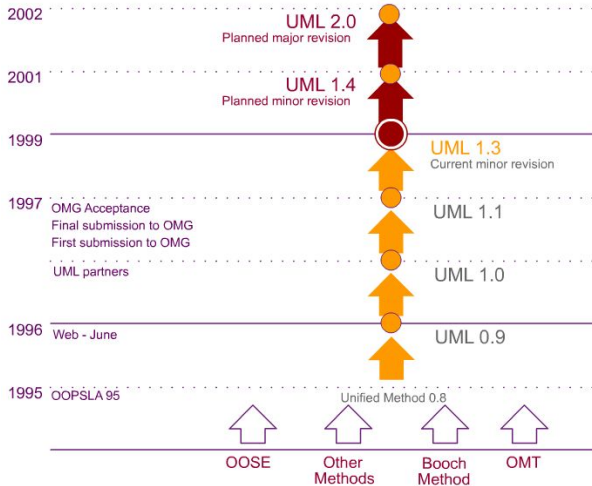 2002
UML 2.0
Planned major revision
2001
UML 1.4
Planned minor revision
1999
UML 1.3
Current minor revision
1997
OMG Acceptance
Final submission to OMG
First submission to OMG
UML 1.1
UML partners
UML 1.0
1996
Web - June
UML 0.9
1995
OOPSLA 95
Unified Method 0.8
OOSE
Other
Methods
Booch
Method
OMT